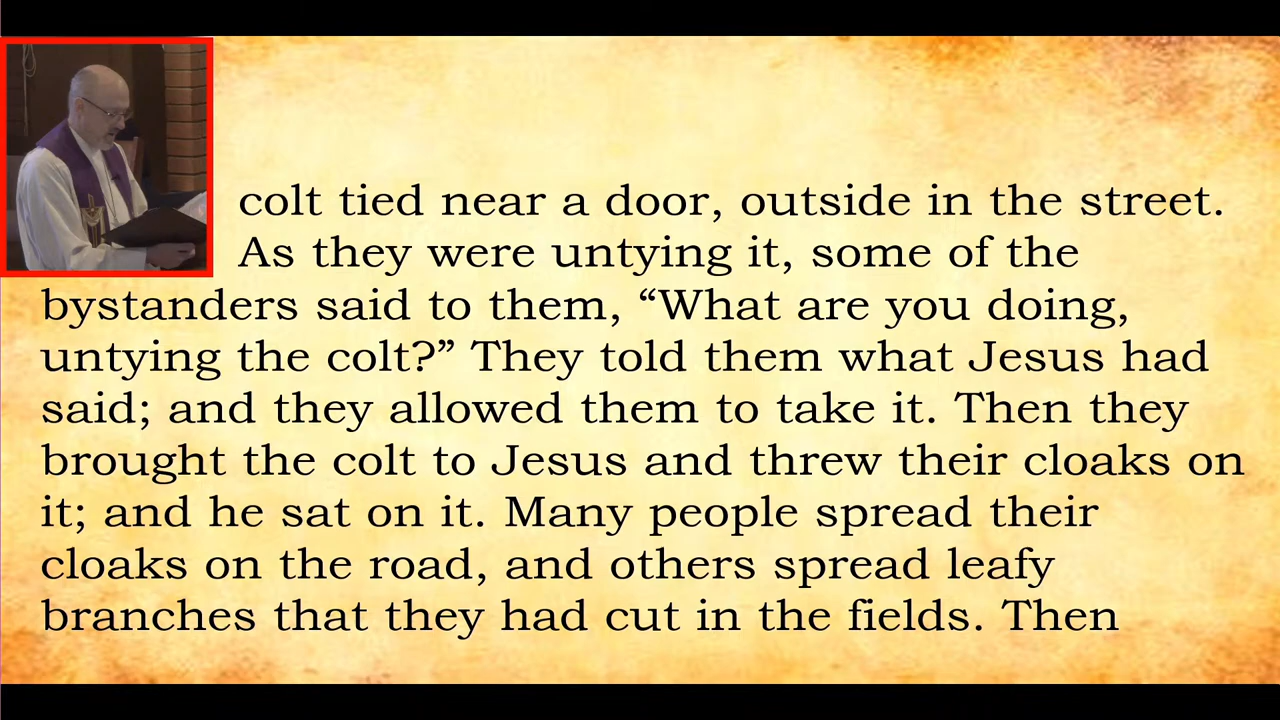 colt tied near a door, outside in the street.
As they were untying it, some of the
bystanders said to them, “What are you doing,
untying the colt?” They told them what Jesus had
said; and they allowed them to take it. Then they
brought the colt to Jesus and threw their cloaks on
it; and he sat on it. Many people spread their
cloaks on the road, and others spread leafy
branches that they had cut in the fields. Then